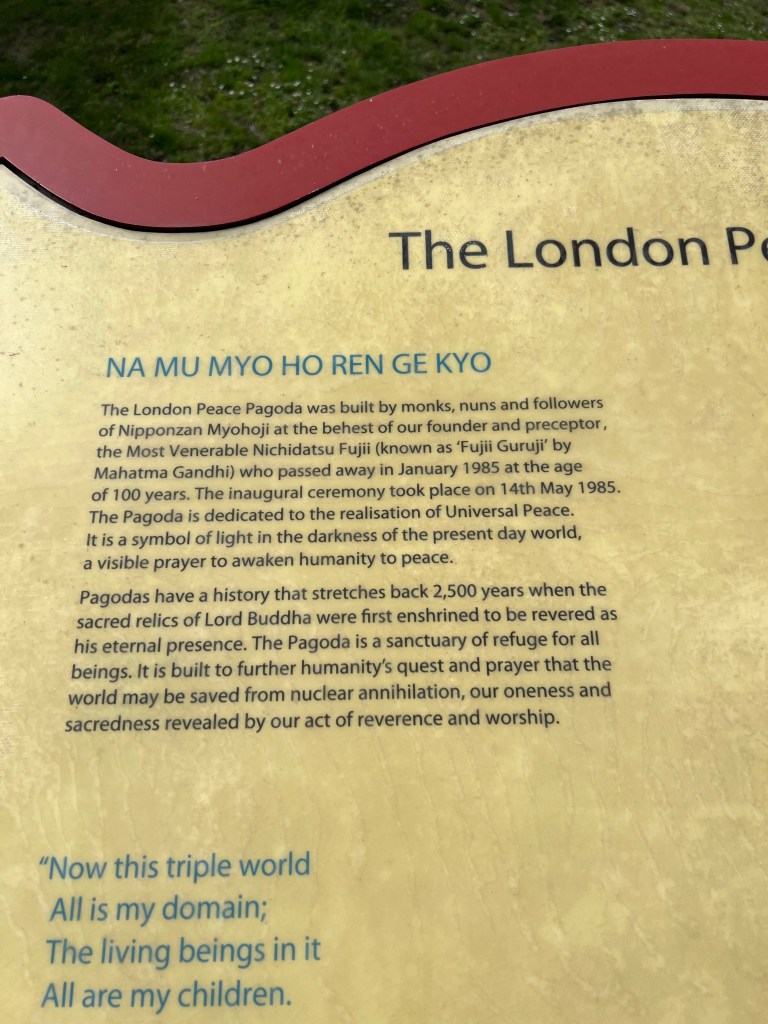 The London Pe
NA MU MYO HO REN GE KYO
The London Peace Pagoda was built by monks, nuns and followers
of Nipponzan Myohoji at the behest of our founder and preceptor,
the Most Venerable Nichidatsu Fujii (known as ‘Fujii Guruji’ by
Mahatma Gandhi) who passed away in January 1985 at the age
of 100 years. The inaugural ceremony took place on 14th May 1985.
The Pagoda is dedicated to the realisation of Universal Peace.
It is a symbol of light in the darkness of the present day world,
a visible prayer to awaken humanity to peace.
Pagodas have a history that stretches back 2,500 years when the
sacred relics of Lord Buddha were first enshrined to be revered as
his eternal presence. The Pagoda is a sanctuary of refuge for all
beings. It is built to further humanity’s quest and prayer that the
world may be saved from nuclear annihilation, our oneness and
sacredness revealed by our act of reverence and worship.
“Now this triple world
All is my domain;
The living beings in it
All are my children.